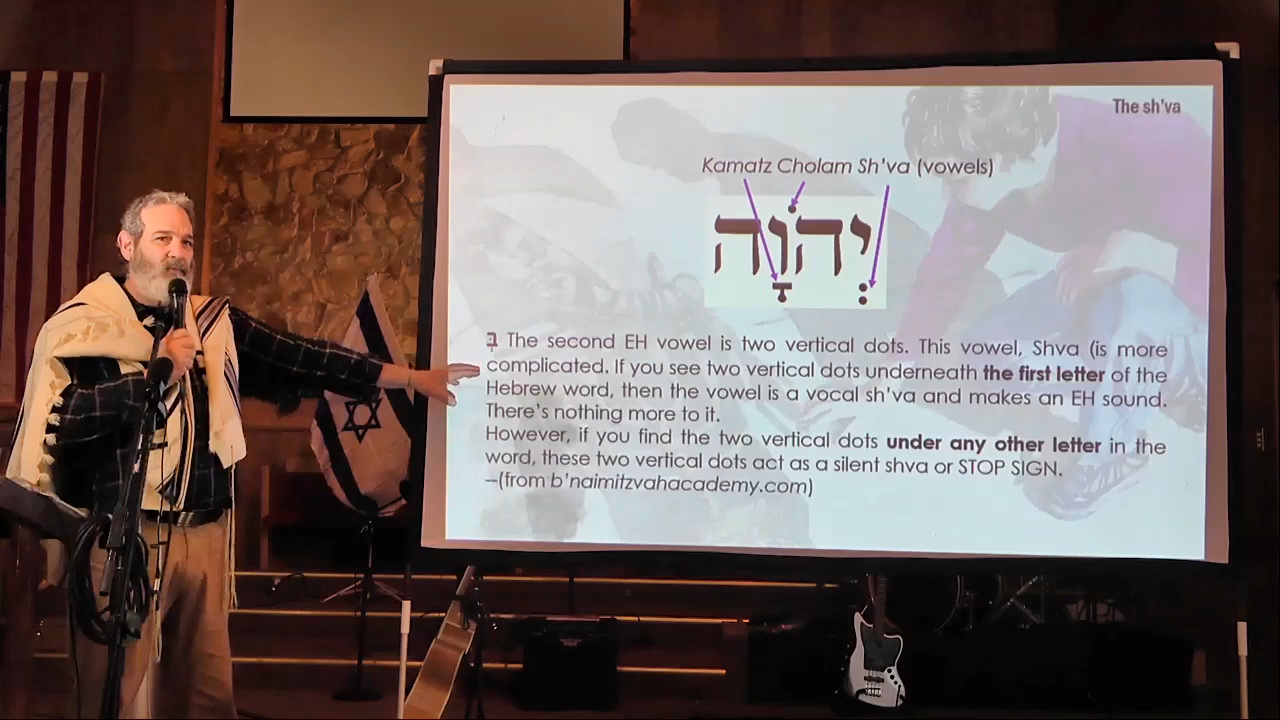 The sh'va
Kamatz Cholam Sh'va (vowels)
יְהֹוָה
בְּ The second EH vowel is two vertical dots. This vowel, Shva (is more
complicated. If you see two vertical dots underneath the first letter of the
Hebrew word, then the vowel is a vocal sh'va and makes an EH sound.
There's nothing more to it.
However, if you find the two vertical dots under any other letter in the
word, these two vertical dots act as a silent shva or STOP SIGN.
–(from b'naimitzvahacademy.com)